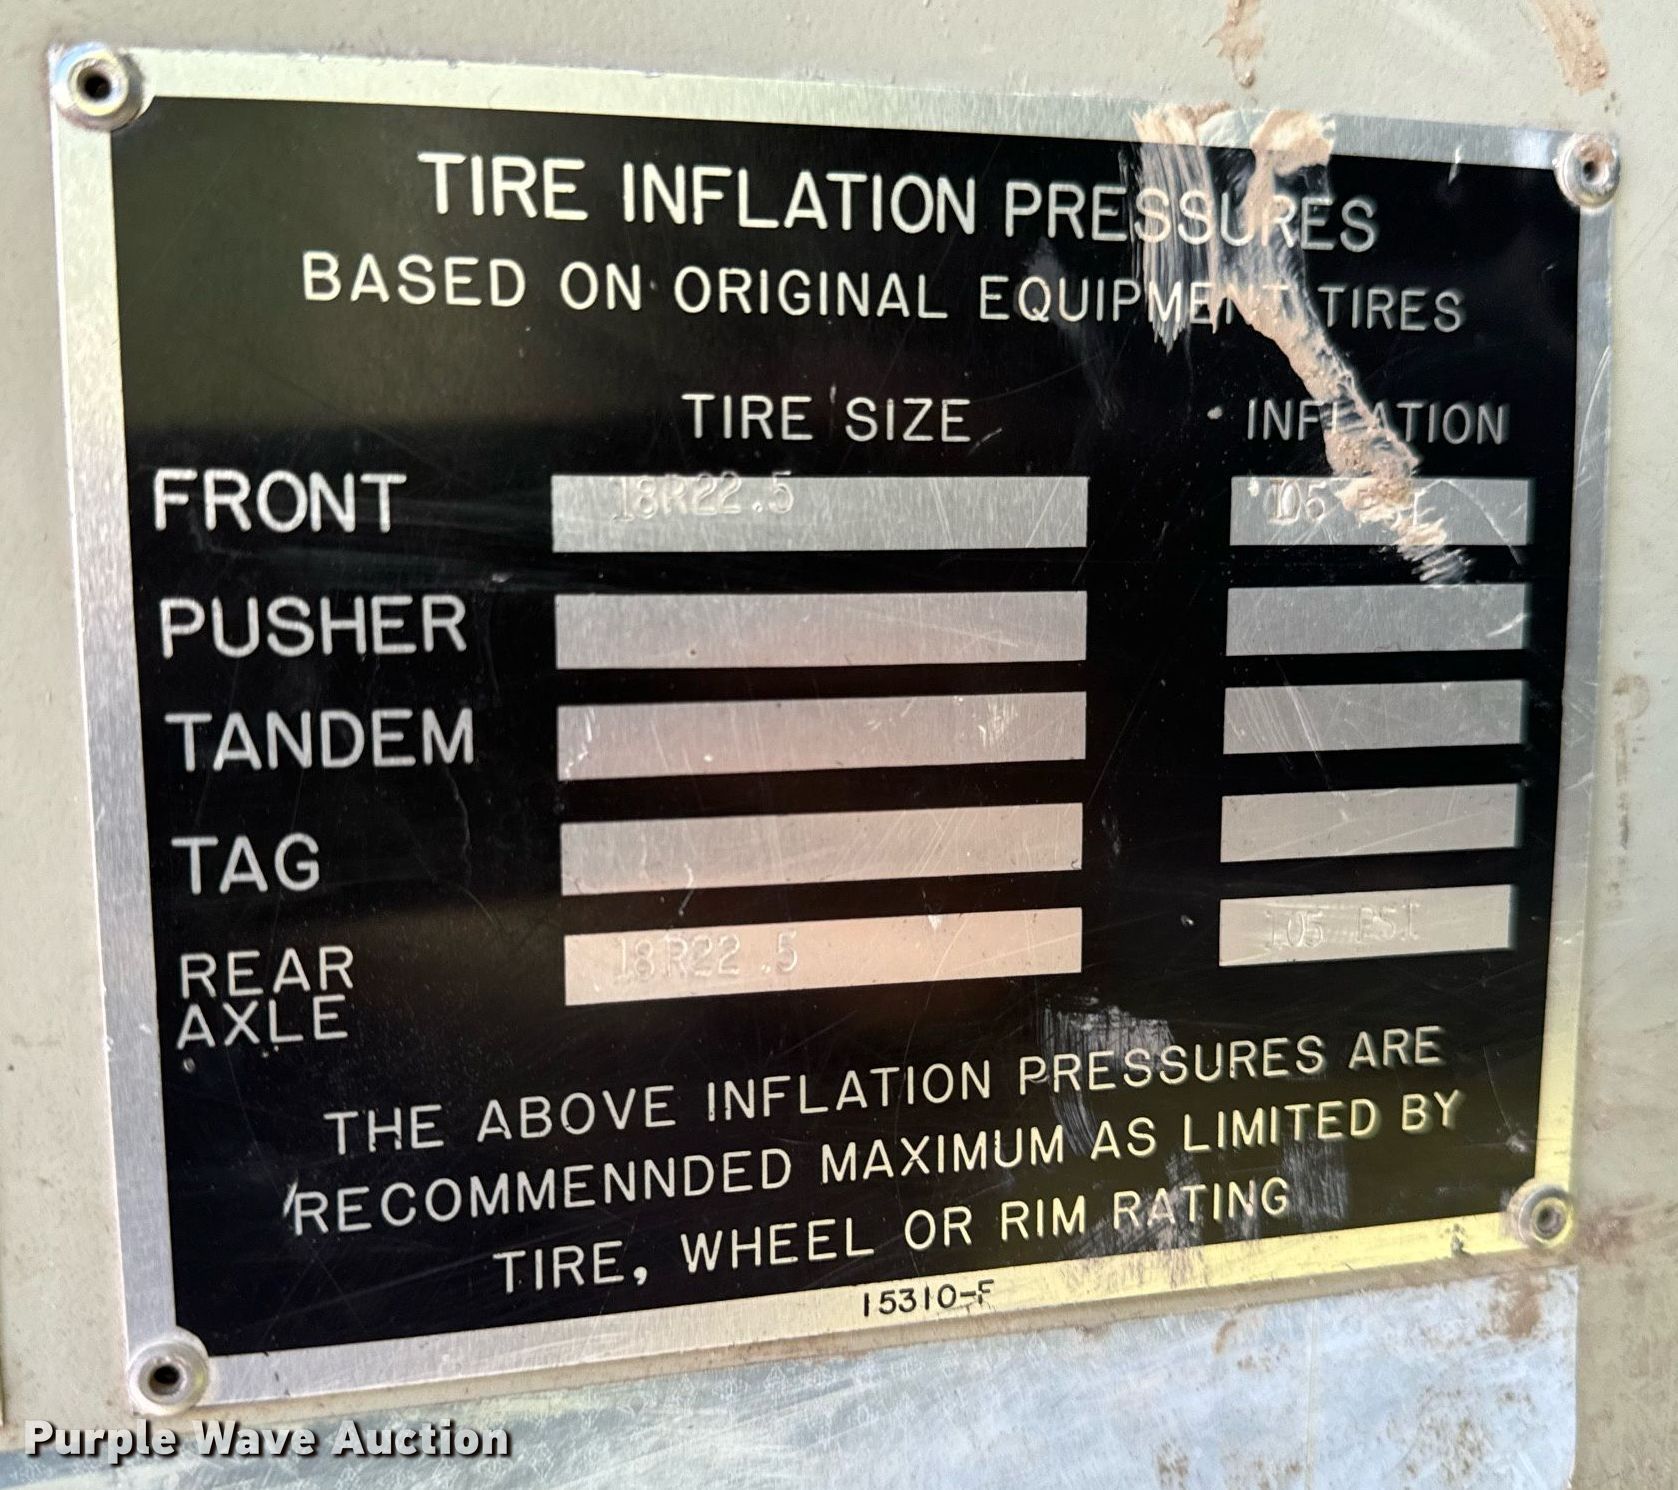 TIRE INFLATION PRESSURES
BASED ON ORIGINAL EQUIPMENT TIRES
TIRE SIZE INFLATION
FRONT 18R22.5 105 PSI
PUSHER
TANDEM
TAG
REAR AXLE 18R22.5 105 PSI
THE ABOVE INFLATION PRESSURES ARE
RECOMMENNDED MAXIMUM AS LIMITED BY
TIRE, WHEEL OR RIM RATING
15310-F
Purple Wave Auction